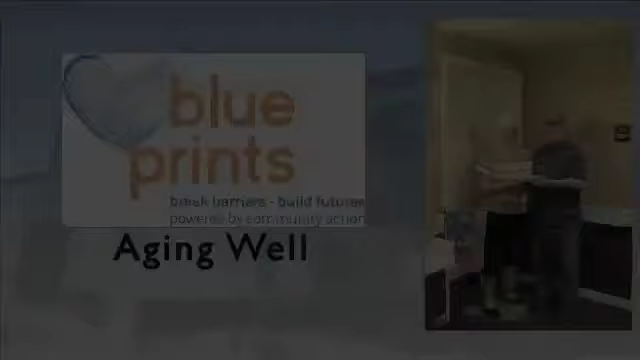 blue
prints
break barriers - build futures
powered by community action
Aging Well